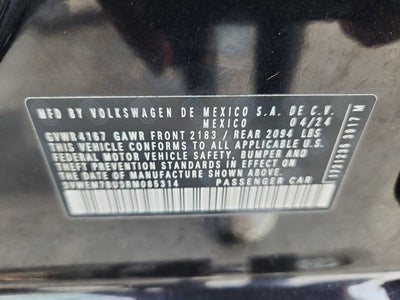 MFD BY VOLKSWAGEN DE MEXICO S.A. DE C.V.
MEXICO 04/24
GVWR4167 GAWR FRONT 2183 / REAR 2094 LBS
THIS VEHICLE CONFORMS TO ALL APPLICABLE U.S.
FEDERAL MOTOR VEHICLE SAFETY, BUMPER AND
THEFT PREVENTION STANDARDS IN EFFECT ON
THE DATE OF MANUFACTURE SHOWN ABOVE.
3VWEM7BU3RM085314 PASSENGER CAR